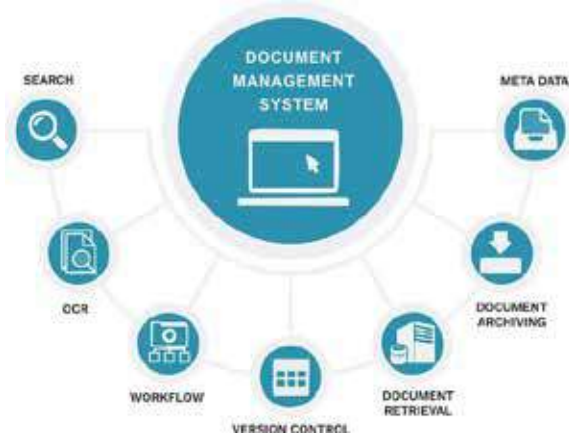 DOCUMENT
MANAGEMENT
SYSTEM
SEARCH
META DATA
OCR
DOCUMENT
ARCHIVING
WORKFLOW
DOCUMENT
RETRIEVAL
VERSION CONTROL